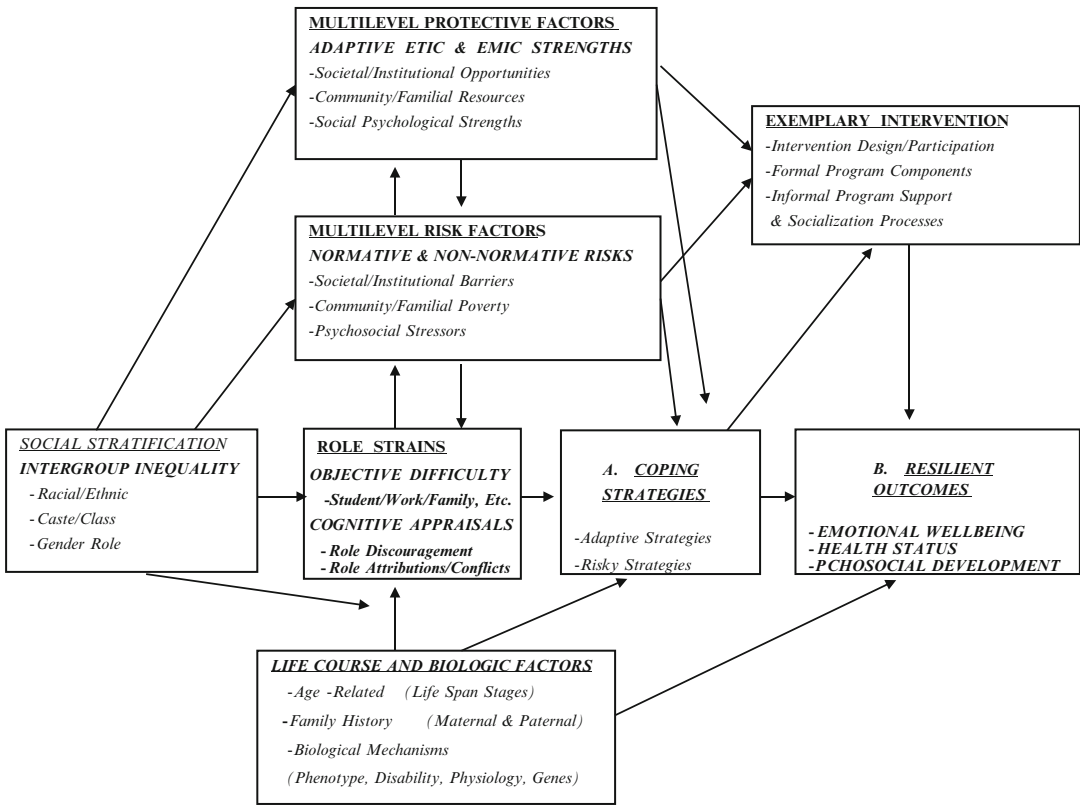 MULTILEVEL PROTECTIVE FACTORS
ADAPTIVE ETIC & EMIC STRENGTHS
-Societal/Institutional Opportunities
-Community/Familial Resources
-Social Psychological Strengths
EXEMPLARY INTERVENTION
-Intervention Design/Participation
-Formal Program Components
-Informal Program Support
& Socialization Processes
MULTILEVEL RISK FACTORS
NORMATIVE & NON-NORMATIVE RISKS
-Societal/Institutional Barriers
-Community/Familial Poverty
-Psychosocial Stressors
SOCIAL STRATIFICATION
INTERGROUP INEQUALITY
-Racial/Ethnic
-Caste/Class
-Gender Role
ROLE STRAINS
OBJECTIVE DIFFICULTY
-Student/Work/Family, Etc.
COGNITIVE APPRAISALS
-Role Discouragement
-Role Attributions/Conflicts
A. COPING
STRATEGIES
-Adaptive Strategies
-Risky Strategies
B. RESILIENT
OUTCOMES
-EMOTIONAL WELLBEING
-HEALTH STATUS
-PCHOSOCIAL DEVELOPMENT
LIFE COURSE AND BIOLOGIC FACTORS
-Age -Related (Life Span Stages)
-Family History (Maternal & Paternal)
-Biological Mechanisms
(Phenotype, Disability, Physiology, Genes)